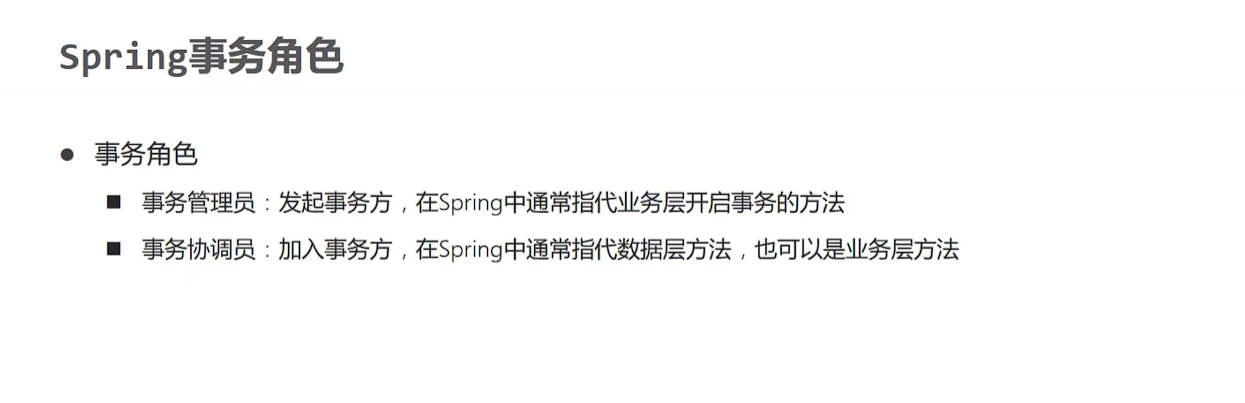 Spring事务角色
● 事务角色
■ 事务管理员：发起事务方，在Spring中通常指代业务层开启事务的方法
■ 事务协调员：加入事务方，在Spring中通常指代数据层方法，也可以是业务层方法